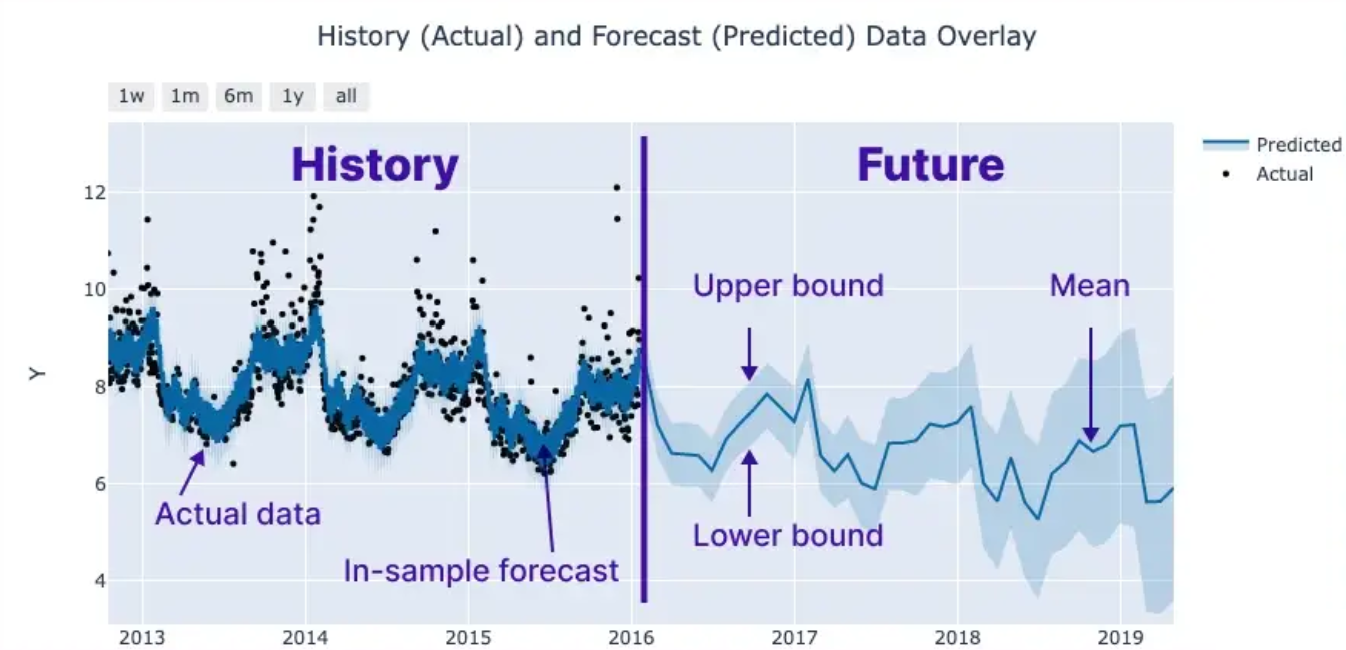 History (Actual) and Forecast (Predicted) Data Overlay
1w 1m 6m 1y all
History
Future
Predicted
Actual
12
10
8
6
4
Y
Upper bound
Mean
Actual data
Lower bound
In-sample forecast
2013 2014 2015 2016 2017 2018 2019